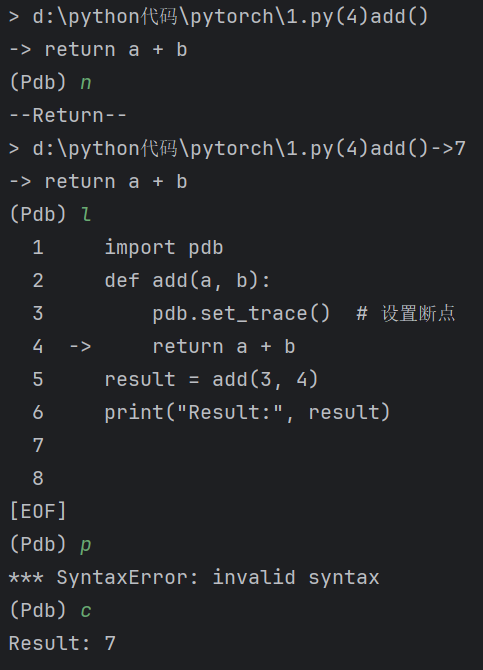 > d:\python代码\pytorch\1.py(4)add()
-> return a + b
(Pdb) n
--Return--
> d:\python代码\pytorch\1.py(4)add()->7
-> return a + b
(Pdb) l
  1     import pdb
  2     def add(a, b):
  3         pdb.set_trace()  # 设置断点
  4  ->     return a + b
  5     result = add(3, 4)
  6     print("Result:", result)
  7
  8
[EOF]
(Pdb) p
*** SyntaxError: invalid syntax
(Pdb) c
Result: 7